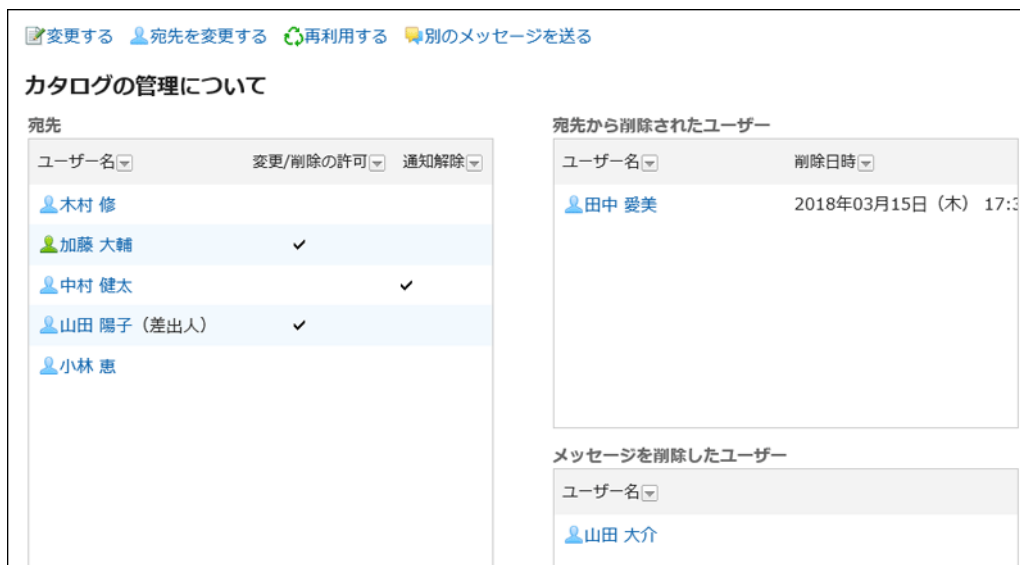 変更する 宛先を変更する 再利用する 別のメッセージを送る
カタログの管理について
宛先
ユーザー名 変更/削除の許可 通知解除
木村 修
加藤 大輔
中村 健太
山田 陽子（差出人）
小林 恵
宛先から削除されたユーザー
ユーザー名 削除日時
田中 愛美 2018年03月15日（木） 17:3
メッセージを削除したユーザー
ユーザー名
山田 大介